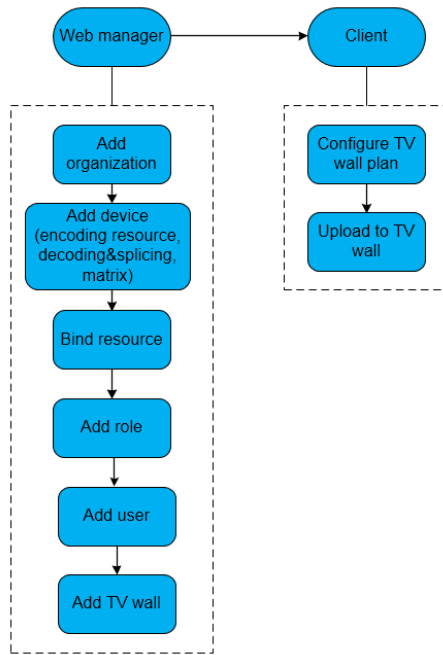 Web manager
Client
Add
organization
Add device
(encoding resource,
decoding&splicing,
matrix)
Bind resource
Add role
Add user
Add TV wall
Configure TV
wall plan
Upload to TV
wall